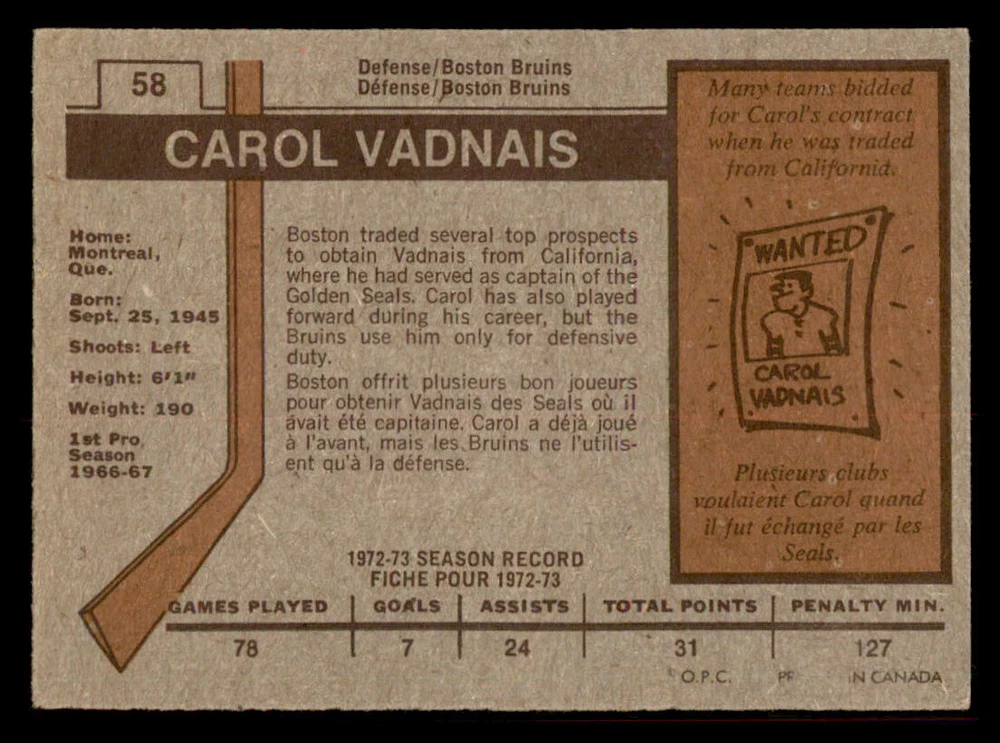 58
Defense/Boston Bruins
Défense/Boston Bruins
CAROL VADNAIS
Home:
Montreal,
Que.
Born:
Sept. 25, 1945
Shoots: Left
Height: 6'1"
Weight: 190
1st Pro
Season
1966-67
Boston traded several top prospects
to obtain Vadnais from California,
where he had served as captain of the
Golden Seals. Carol has also played
forward during his career, but the
Bruins use him only for defensive
duty.
Boston offrit plusieurs bon joueurs
pour obtenir Vadnais des Seals où il
avait été capitaine. Carol a déjà joué
à l'avant, mais les Bruins ne l'utilis-
ent qu'à la défense.
Many teams bidded
for Carol's contract
when he was traded
from California.
WANTED
CAROL
VADNAIS
Plusieurs clubs
voulaient Carol quand
il fut échangé par les
Seals.
1972-73 SEASON RECORD
FICHE POUR 1972-73
GAMES PLAYED GOALS ASSISTS TOTAL POINTS PENALTY MIN.
78 7 24 31 127
O.P.C. IN CANADA